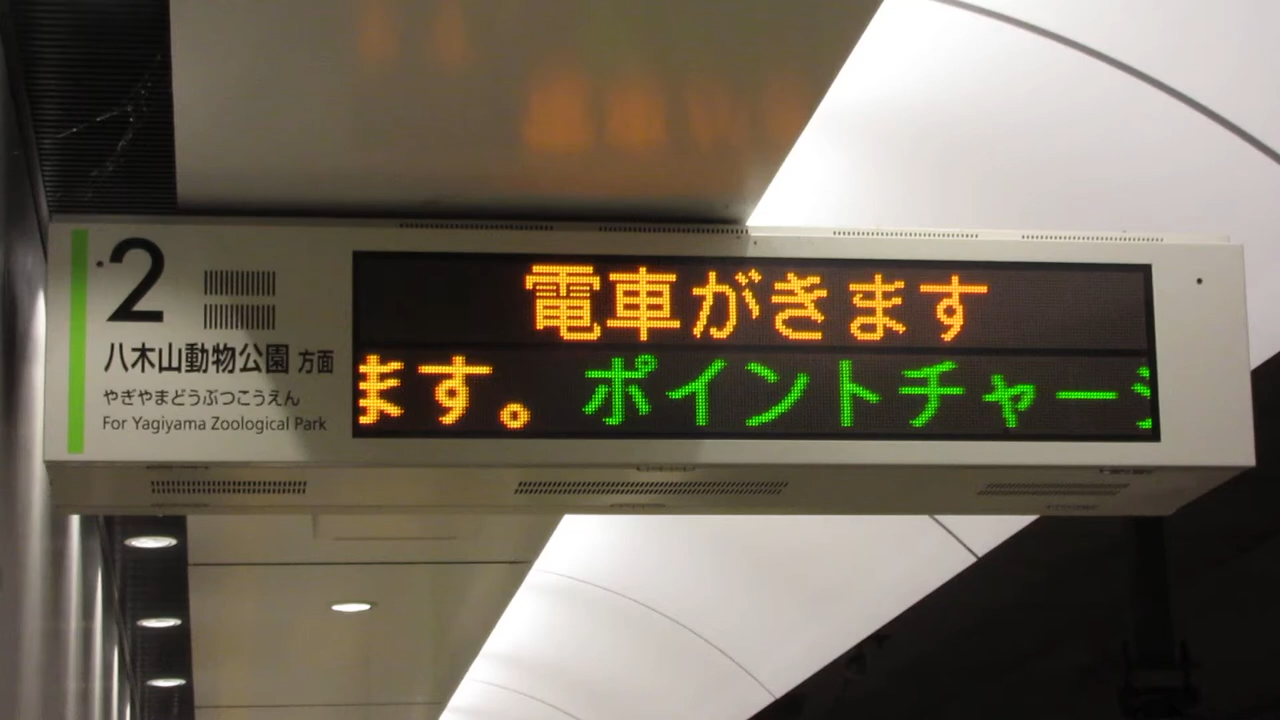 2
八木山動物公園 方面
やぎやまどうぶつこうえん
For Yagiyama Zoological Park
電車がきます
ます。 ポイントチャー